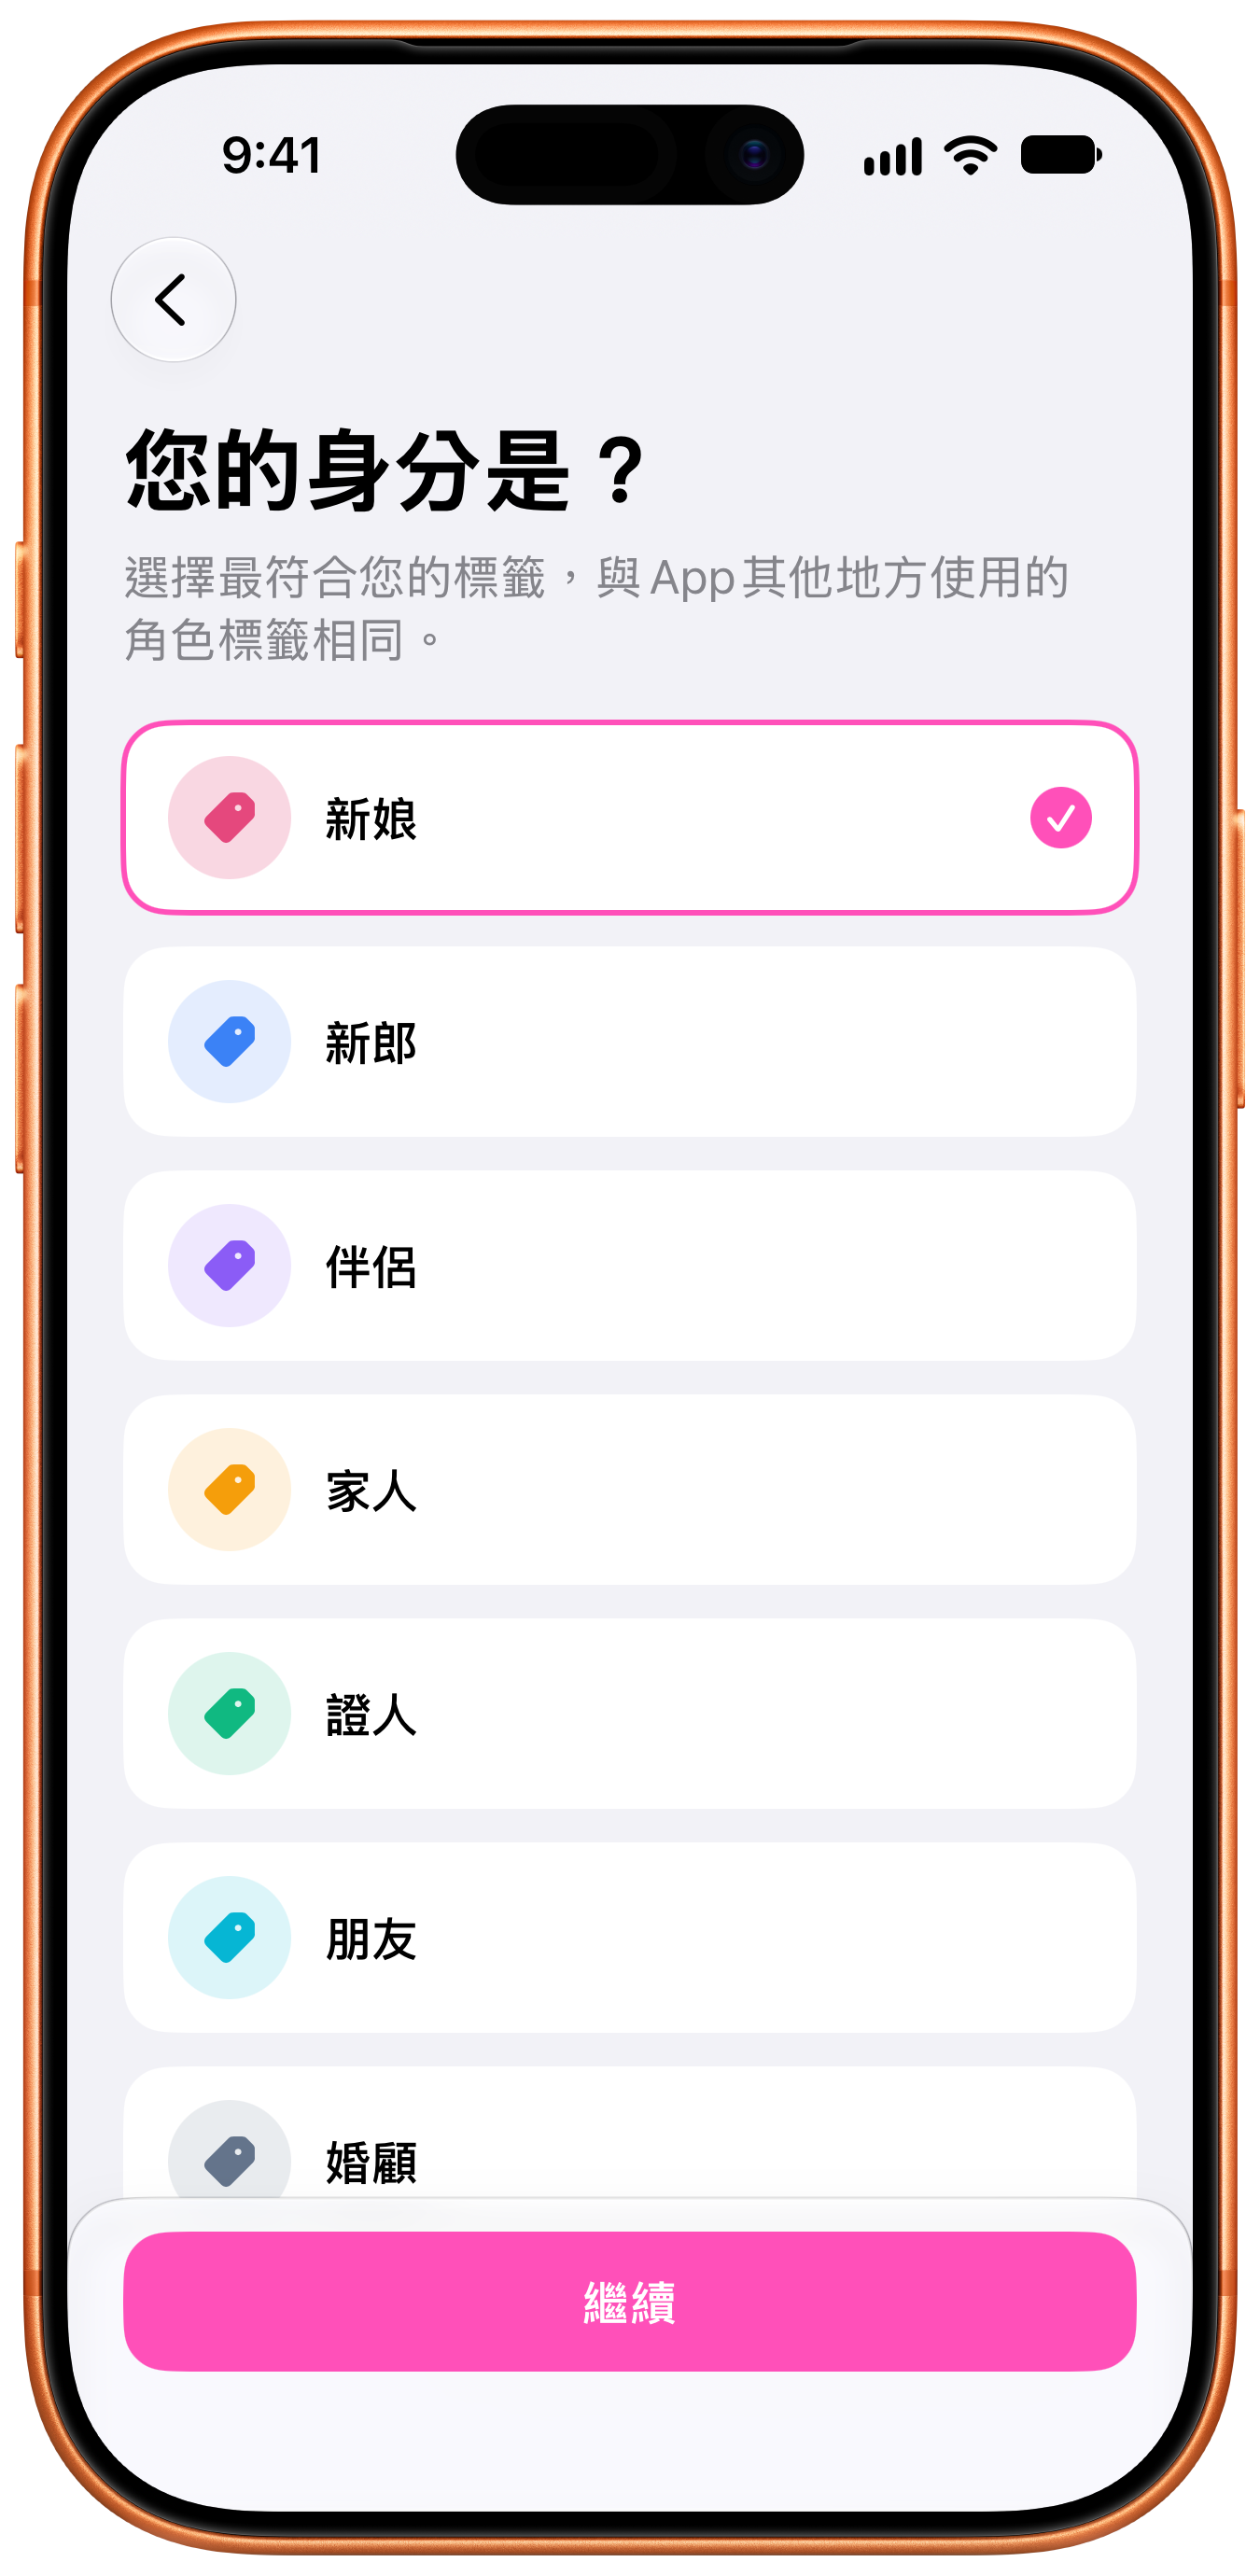 9:41
您的身分是？
選擇最符合您的標籤，與 App 其他地方使用的
角色標籤相同。
新娘
新郎
伴侶
家人
證人
朋友
婚顧
繼續